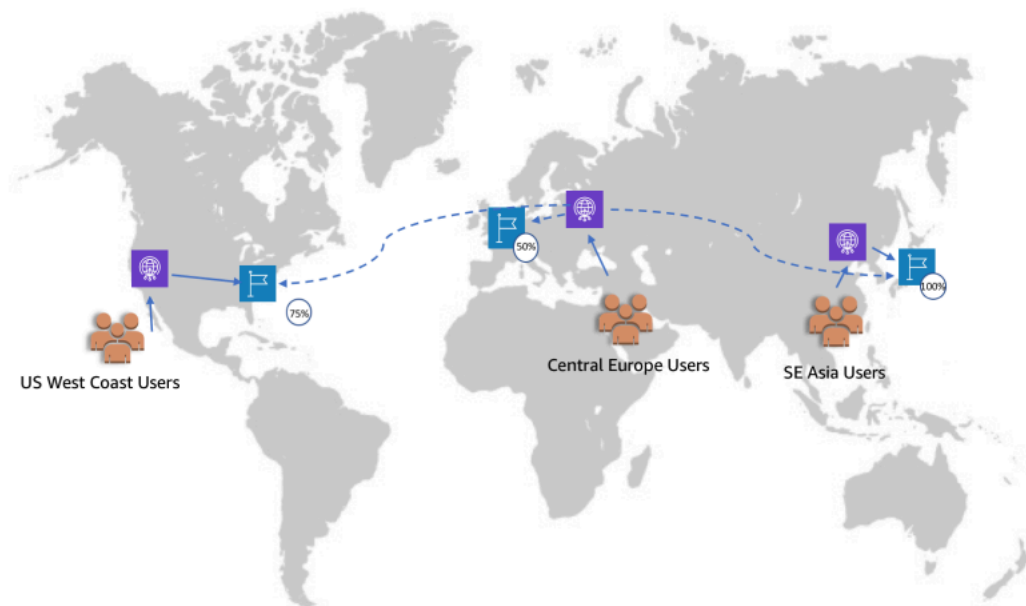 50%
75%
100%
US West Coast Users
Central Europe Users
SE Asia Users